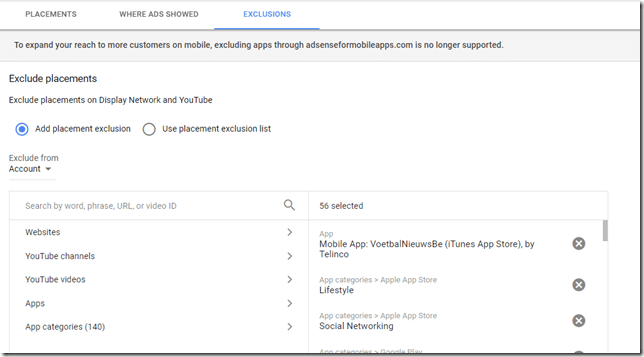 PLACEMENTS
WHERE ADS SHOWED
EXCLUSIONS
To expand your reach to more customers on mobile, excluding apps through adsenseformobileapps.com is no longer supported.
Exclude placements
Exclude placements on Display Network and YouTube
Add placement exclusion
Use placement exclusion list
Exclude from
Account
Search by word, phrase, URL, or video ID
56 selected
Websites
YouTube channels
YouTube videos
Apps
App categories (140)
App
Mobile App: VoetbalNieuwsBe (iTunes App Store), by
Telinco
App categories > Apple App Store
Lifestyle
App categories > Apple App Store
Social Networking
App categories > Google Play